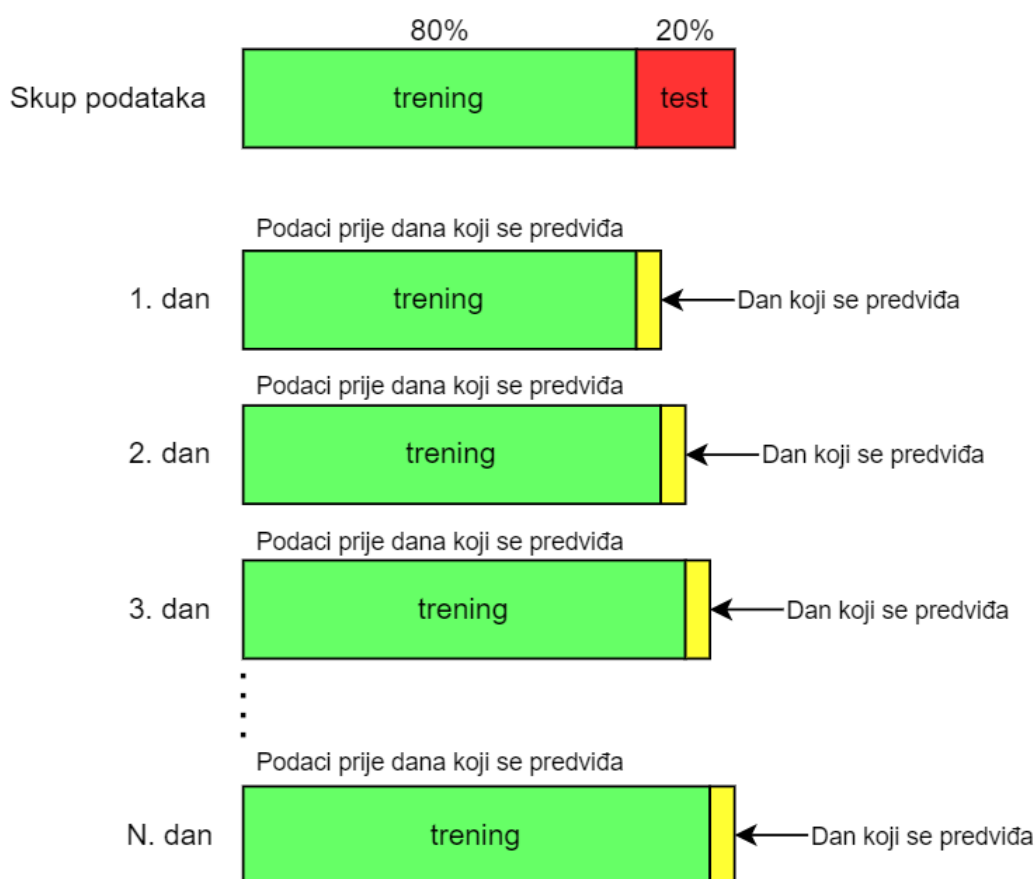 80% 20%
Skup podataka trening test
Podaci prije dana koji se predviđa
1. dan trening Dan koji se predviđa
Podaci prije dana koji se predviđa
2. dan trening Dan koji se predviđa
Podaci prije dana koji se predviđa
3. dan trening Dan koji se predviđa
Podaci prije dana koji se predviđa
N. dan trening Dan koji se predviđa